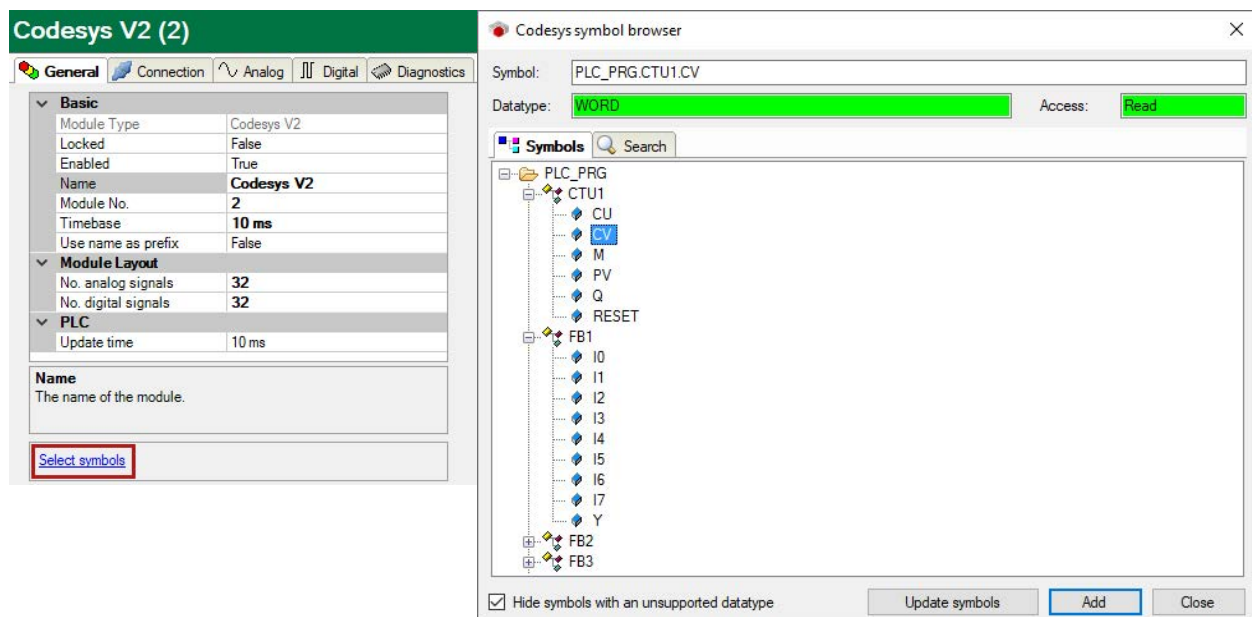 Codesys V2 (2)
General Connection Analog Digital Diagnostics
Basic
Module Type Codesys V2
Locked False
Enabled True
Name Codesys V2
Module No. 2
Timebase 10 ms
Use name as prefix False
Module Layout
No. analog signals 32
No. digital signals 32
PLC
Update time 10 ms
Name
The name of the module.
Select symbols
Codesys symbol browser
Symbol: PLC_PRG.CTU1.CV
Datatype: WORD Access: Read
Symbols Search
PLC_PRG
CTU1
CU
CV
M
PV
Q
RESET
FB1
I0
I1
I2
I3
I4
I5
I6
I7
Y
FB2
FB3
Hide symbols with an unsupported datatype Update symbols Add Close